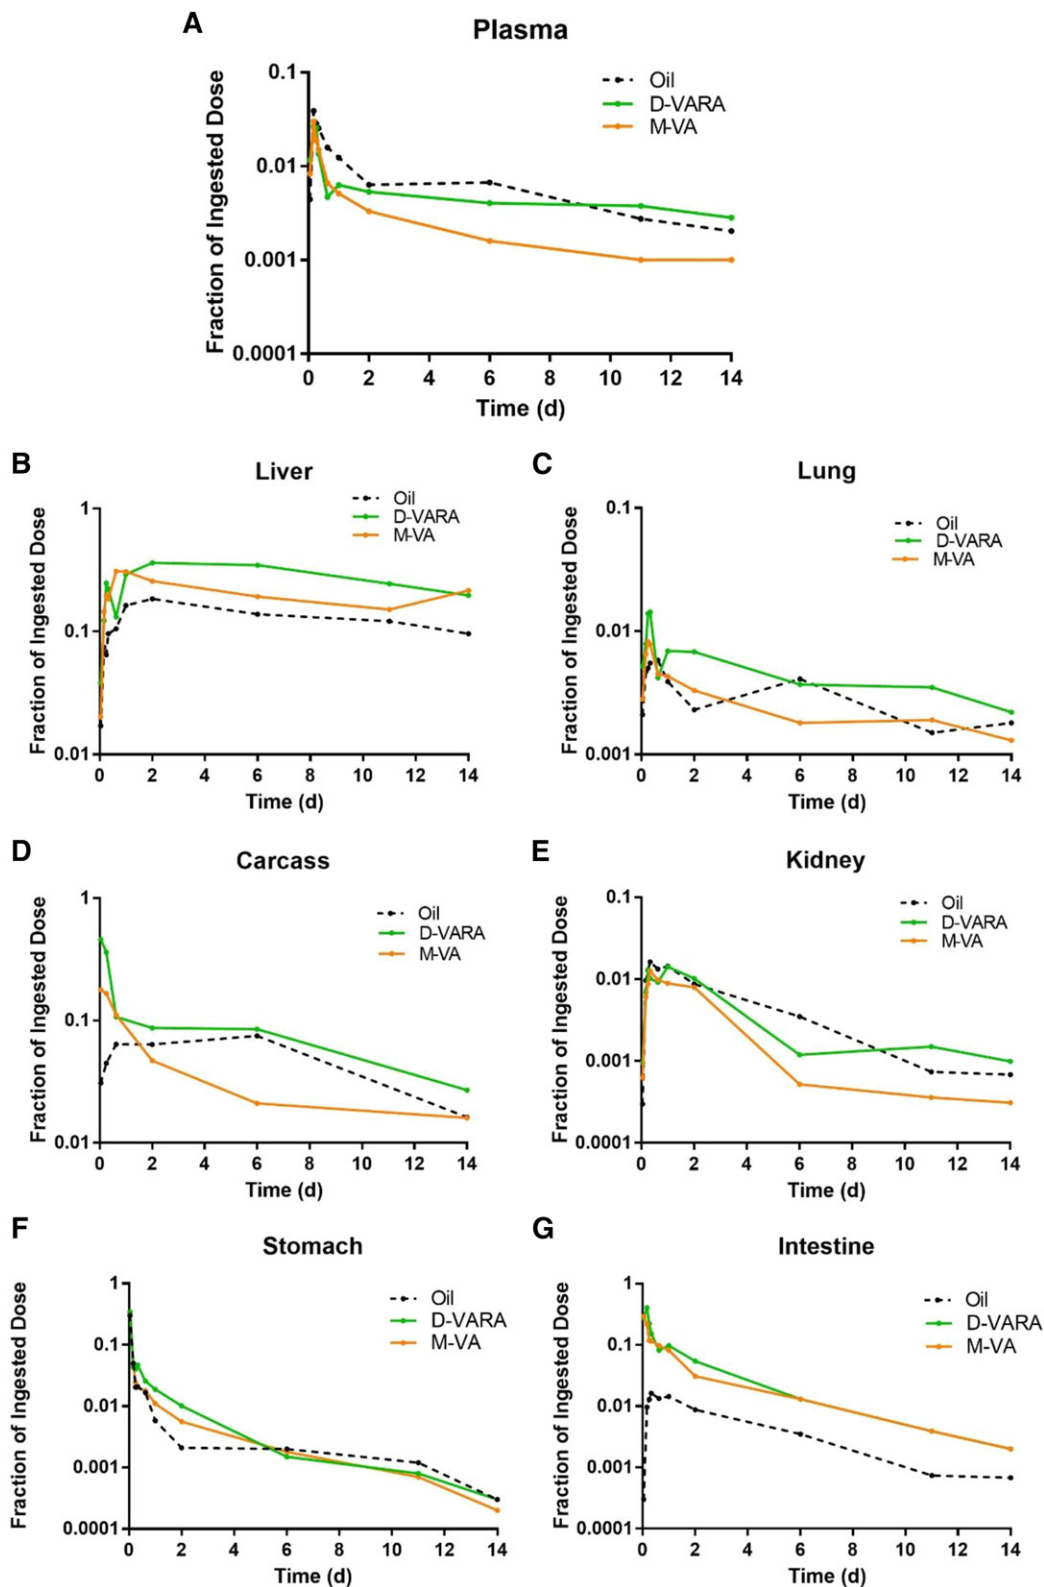 A
Plasma
Oil
D-VARA
M-VA
Fraction of Ingested Dose
0.1
0.01
0.001
0.0001
0 2 4 6 8 10 12 14
Time (d)
B
Liver
Oil
D-VARA
M-VA
Fraction of Ingested Dose
1
0.1
0.01
0 2 4 6 8 10 12 14
Time (d)
C
Lung
Oil
D-VARA
M-VA
Fraction of Ingested Dose
0.1
0.01
0.001
0 2 4 6 8 10 12 14
Time (d)
D
Carcass
Oil
D-VARA
M-VA
Fraction of Ingested Dose
1
0.1
0.01
0 2 4 6 8 10 12 14
Time (d)
E
Kidney
Oil
D-VARA
M-VA
Fraction of Ingested Dose
0.1
0.01
0.001
0.0001
0 2 4 6 8 10 12 14
Time (d)
F
Stomach
Oil
D-VARA
M-VA
Fraction of Ingested Dose
1
0.1
0.01
0.001
0.0001
0 2 4 6 8 10 12 14
Time (d)
G
Intestine
Oil
D-VARA
M-VA
Fraction of Ingested Dose
1
0.1
0.01
0.001
0.0001
0 2 4 6 8 10 12 14
Time (d)